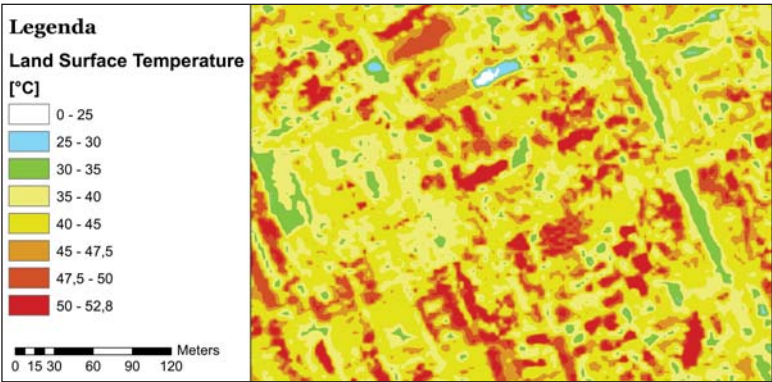 Legenda
Land Surface Temperature
[°C]
0 - 25
25 - 30
30 - 35
35 - 40
40 - 45
45 - 47,5
47,5 - 50
50 - 52,8
Meters
0 15 30 60 90 120